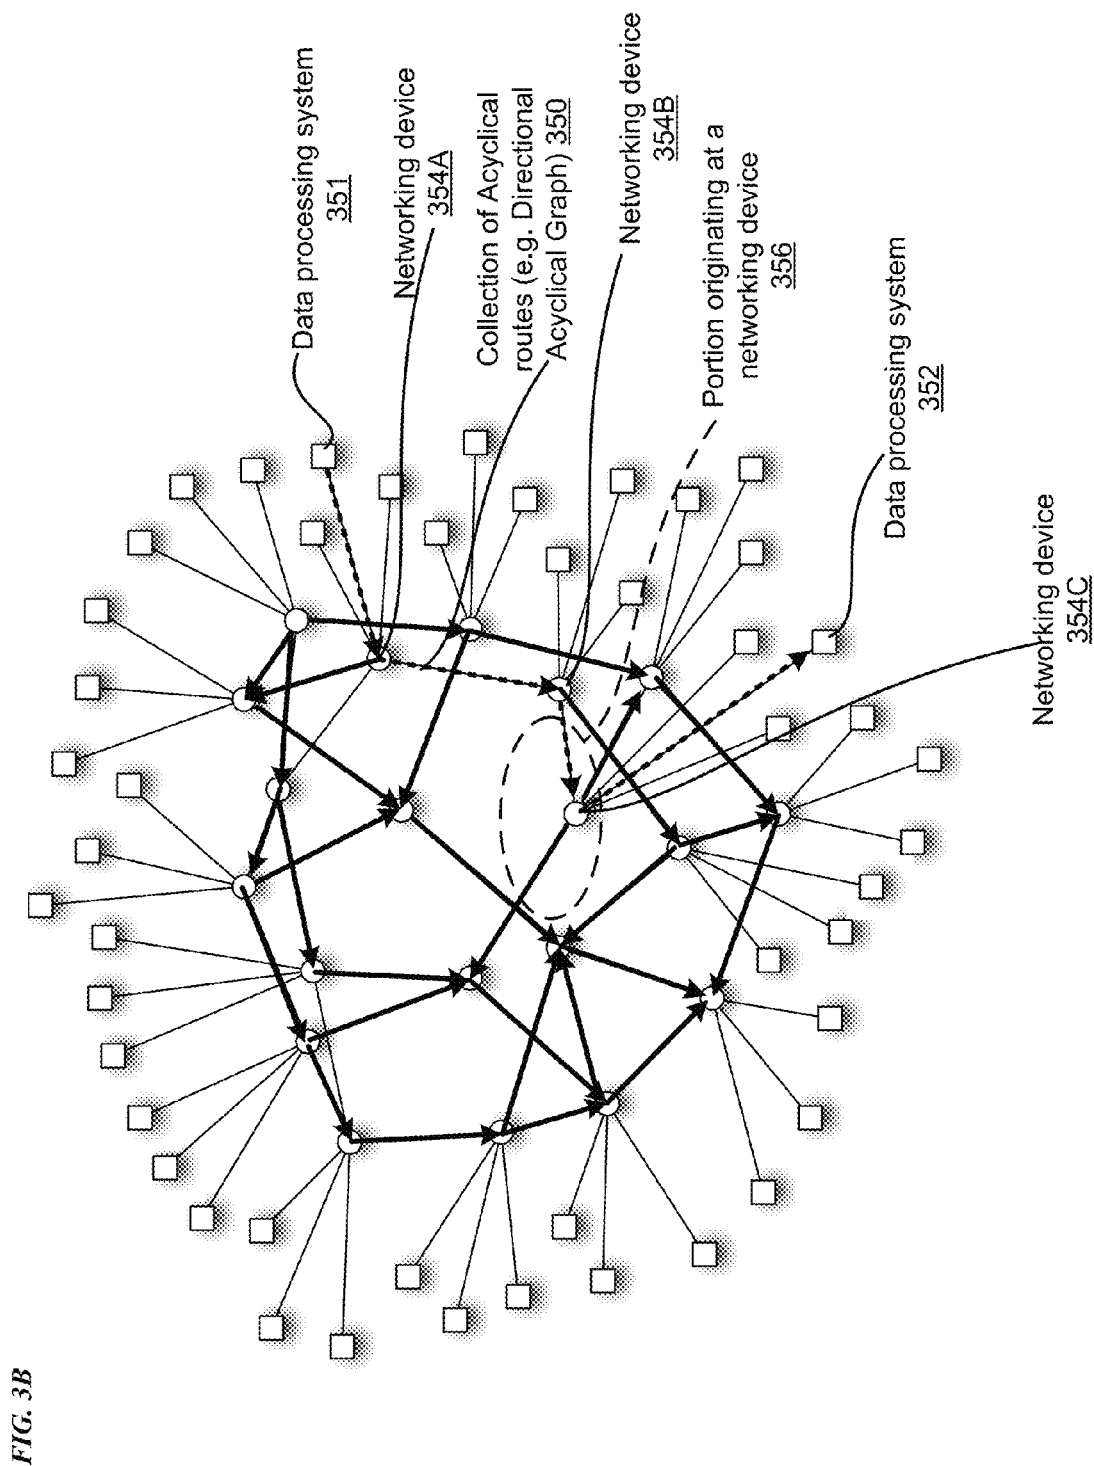 Data processing system
351
Networking device
354A
Collection of Acyclical
routes (e.g. Directional
Acyclical Graph) 350
Networking device
354B
Portion originating at a
networking device
356
Data processing system
352
Networking device
354C
FIG. 3B